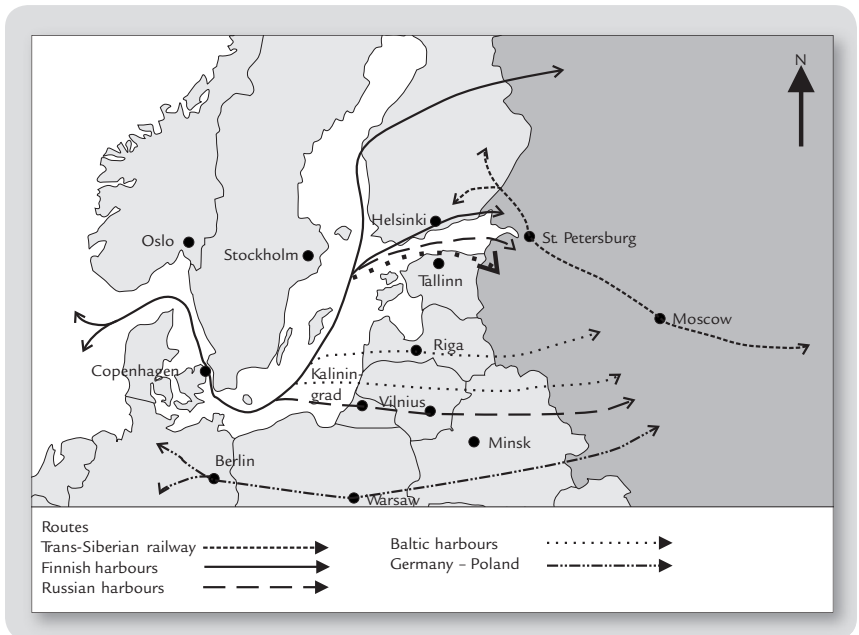 N
Helsinki
Oslo
St. Petersburg
Stockholm
Tallinn
Moscow
Riga
Copenhagen
Kalinin-
grad
Vilnius
Minsk
Berlin
Warsaw
Routes
Trans-Siberian railway
Finnish harbours
Russian harbours
Baltic harbours
Germany – Poland